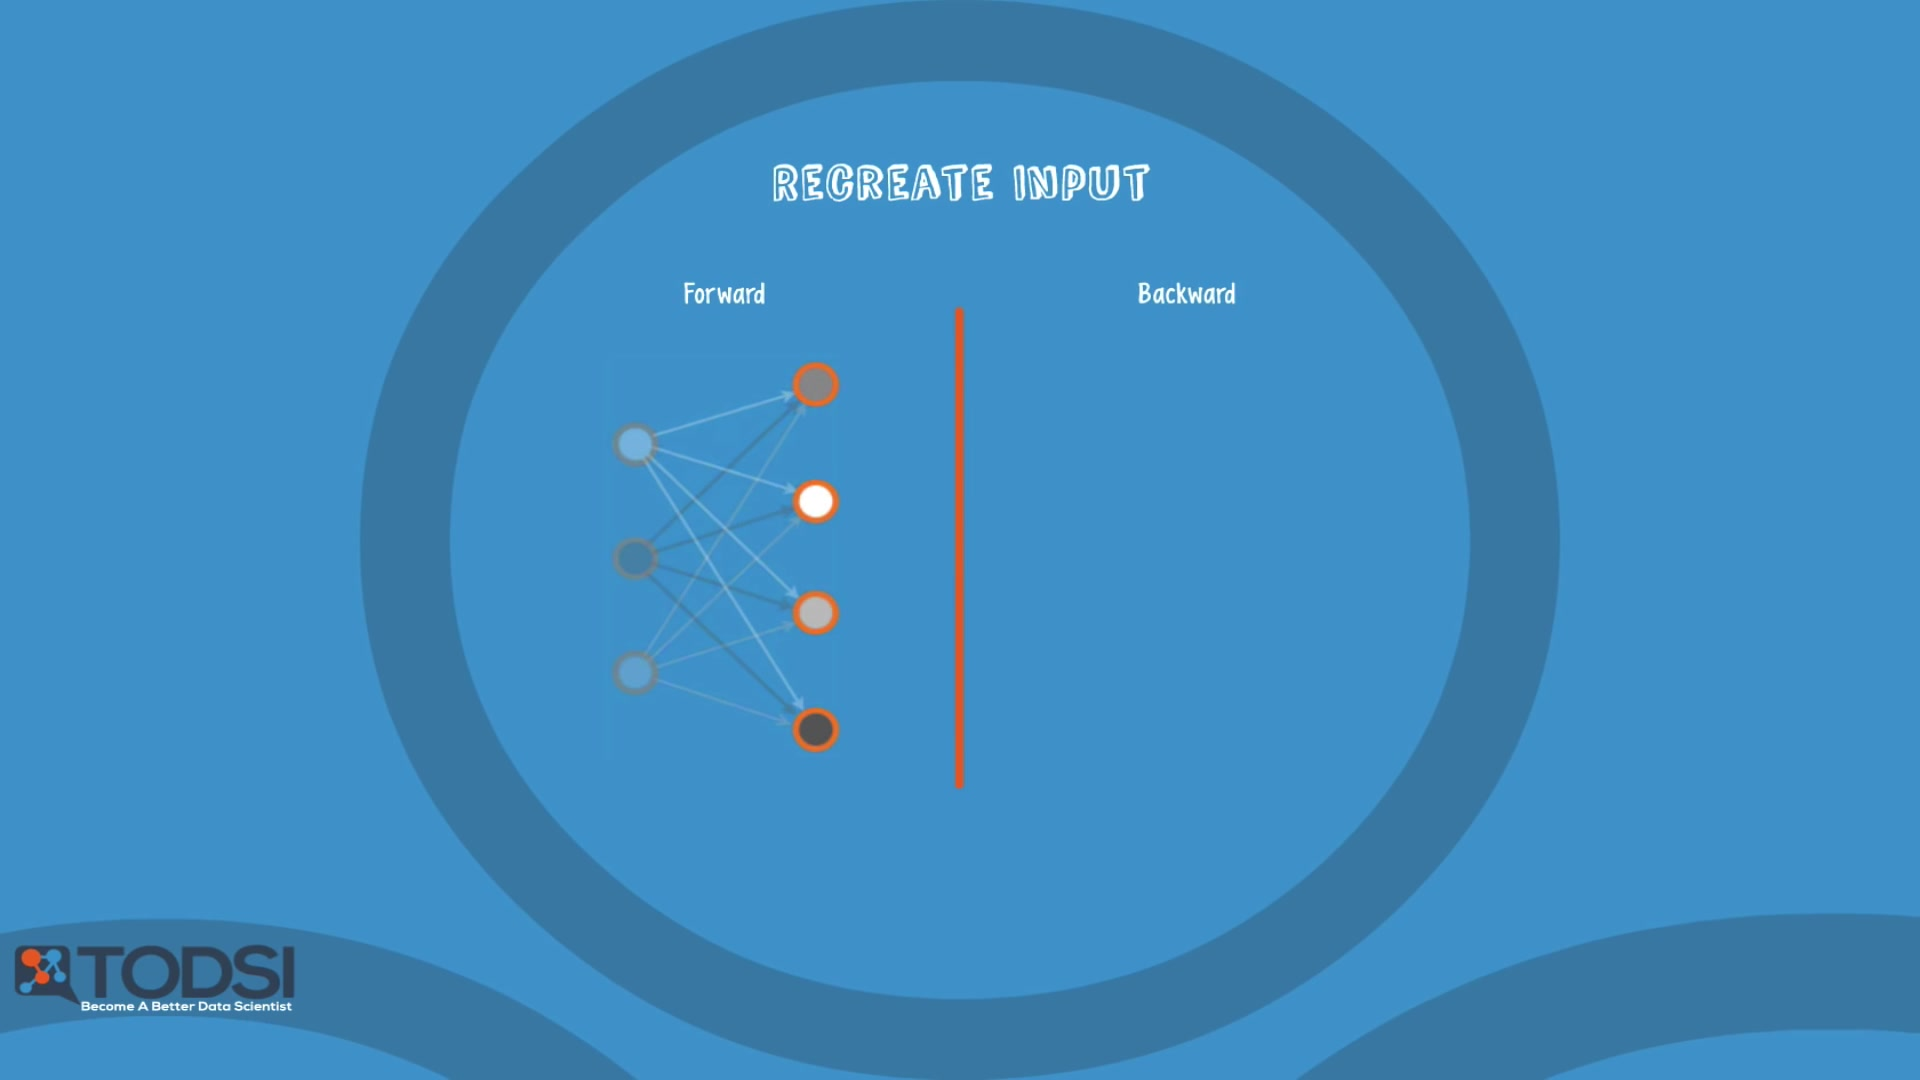 RECREATE INPUT
Forward
Backward
TODSI
Become A Better Data Scientist